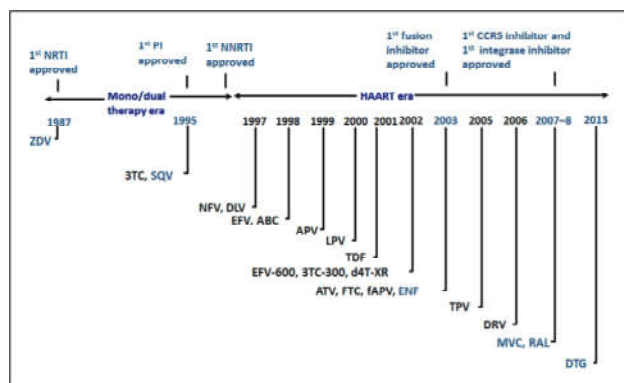 1st NRTI
approved
1st PI
approved
1st NNRTI
approved
1st fusion
inhibitor
approved
1st CCR5 inhibitor and
1st integrase inhibitor
approved
Mono/dual
therapy era
HAART era
1987
1995
1997
1998
1999
2000
2001
2002
2003
2005
2006
2007–8
2013
ZDV
3TC, SQV
NFV, DLV
EFV. ABC
APV
LPV
TDF
EFV-600, 3TC-300, d4T-XR
ATV, FTC, fAPV, ENF
TPV
DRV
MVC, RAL
DTG